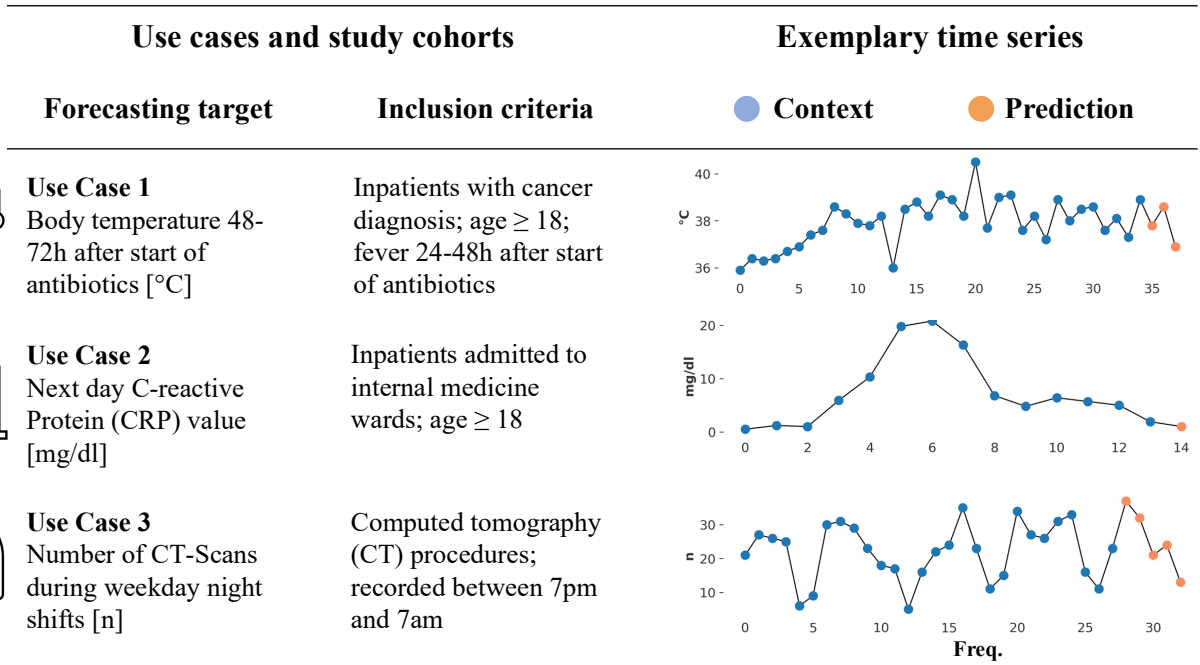 Use cases and study cohorts
Exemplary time series
Forecasting target
Inclusion criteria
Context
Prediction
Use Case 1
Body temperature 48-
72h after start of
antibiotics [°C]
Inpatients with cancer
diagnosis; age ≥ 18;
fever 24-48h after start
of antibiotics
°C
40
38
36
0 5 10 15 20 25 30 35
Use Case 2
Next day C-reactive
Protein (CRP) value
[mg/dl]
Inpatients admitted to
internal medicine
wards; age ≥ 18
mg/dl
20
10
0
0 2 4 6 8 10 12 14
Use Case 3
Number of CT-Scans
during weekday night
shifts [n]
Computed tomography
(CT) procedures;
recorded between 7pm
and 7am
n
30
20
10
0 5 10 15 20 25 30
Freq.